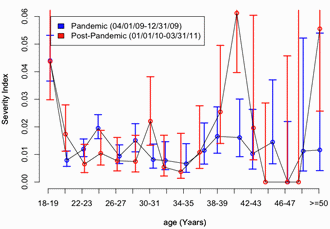 Pandemic (04/01/09-12/31/09)
Post-Pandemic (01/01/10-03/31/11)
Severity Index
0.06
0.05
0.04
0.03
0.02
0.01
0.00
18-19 22-23 26-27 30-31 34-35 38-39 42-43 46-47 >=50
age (Years)